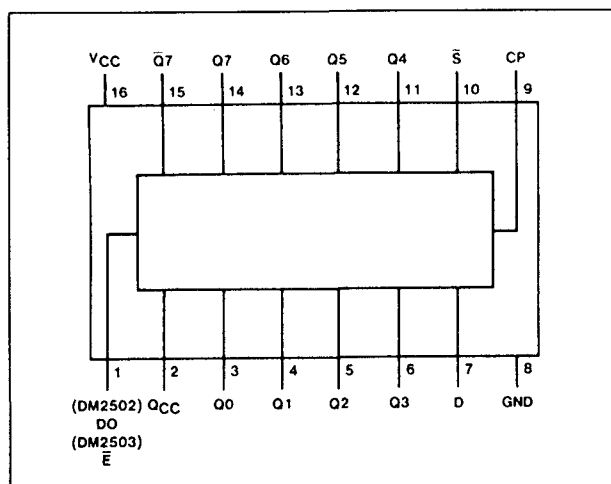 VCC Q̅7 Q7 Q6 Q5 Q4 S̅ CP
16 15 14 13 12 11 10 9
1 2 3 4 5 6 7 8
(DM2502) QCC Q0 Q1 Q2 Q3 D GND
DO
(DM2503)
E̅